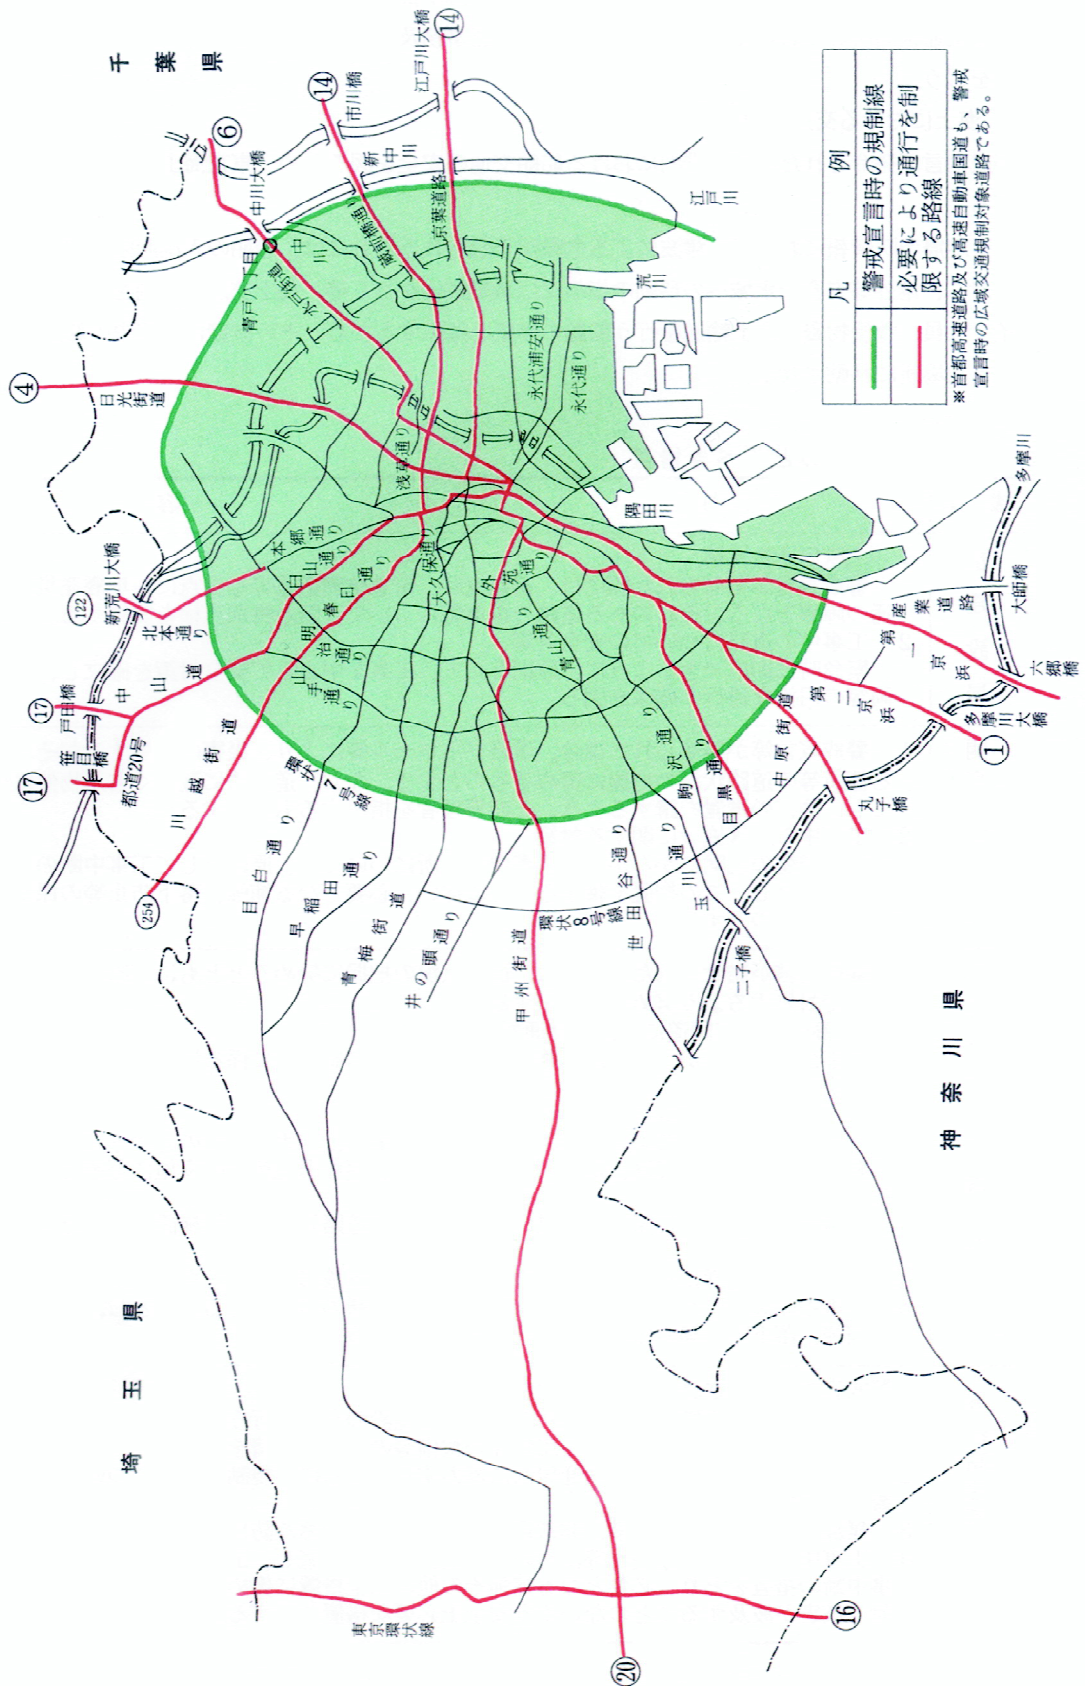 千葉県
埼玉県
神奈川県
凡例
警戒宣言時の規制線
必要により通行を制
限する路線
※首都高速道路及び高速自動車国道も、警戒
宣言時の広域交通規制対象道路である。
⑭
江戸川大橋
⑭
市川橋
⑥
新中川
中川大橋
中川
青戸八丁目
水戸街道
蔵前橋通り
京葉道路
江戸川
荒川
④
日光街道
永代浦安通り
永代通り
浅草通り
隅田川
122
新荒川大橋
北本通り
本郷通り
白山通り
春日通り
大久保通り
外苑通り
青山通り
明治通り
山手通り
⑰
戸田橋
中山道
⑰
笹目橋
都道20号
川越街道
254
環状7号線
目白通り
早稲田通り
青梅街道
井の頭通り
甲州街道
環状8号線
世田谷通り
玉川通り
駒沢通り
目黒通り
中原街道
第二京浜
第一京浜
産業道路
大師橋
多摩川
六郷橋
多摩川大橋
①
丸子橋
二子橋
東京環状線
⑯
⑳